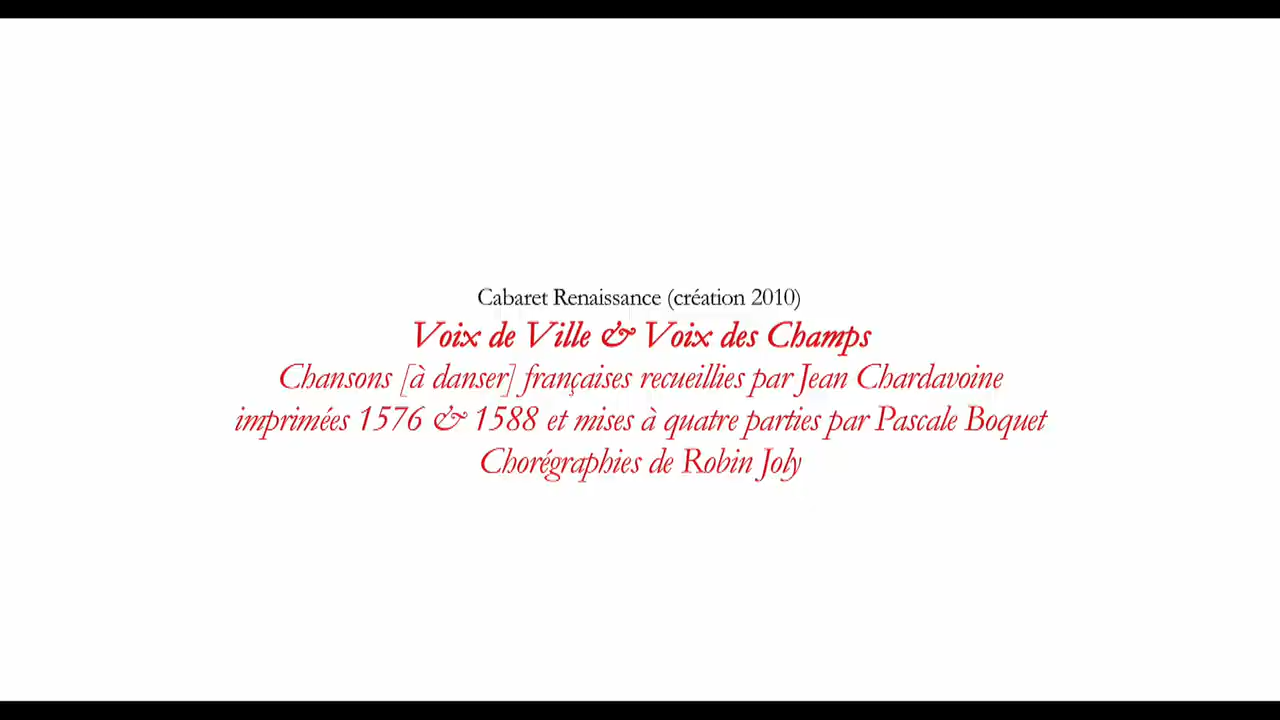 Cabaret Renaissance (création 2010)
Voix de Ville & Voix des Champs
Chansons [à danser] françaises recueillies par Jean Chardavoine
imprimées 1576 & 1588 et mises à quatre parties par Pascale Boquet
Chorégraphies de Robin Joly